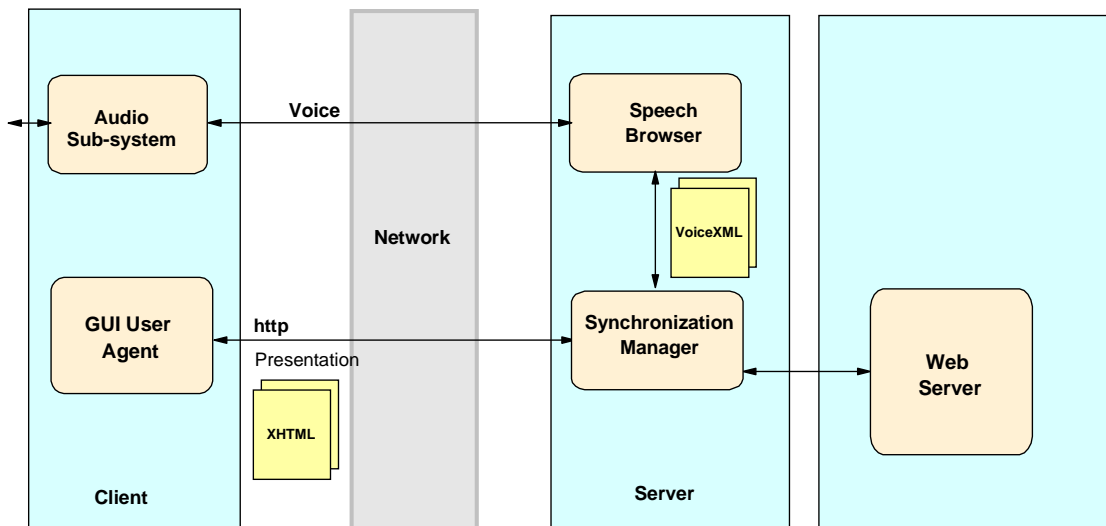 Audio
Sub-system
Voice
Speech
Browser
VoiceXML
Network
GUI User
Agent
http
Presentation
XHTML
Synchronization
Manager
Web
Server
Client
Server